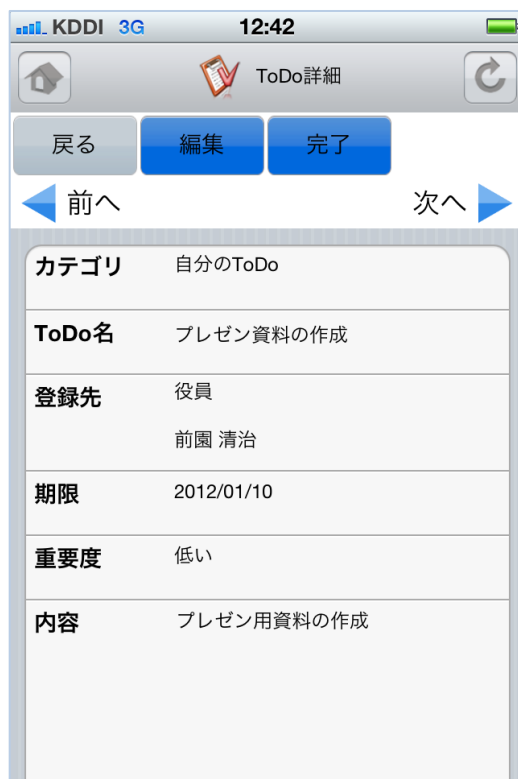 KDDI 3G 12:42
ToDo詳細
戻る 編集 完了
前へ 次へ
カテゴリ 自分のToDo
ToDo名 プレゼン資料の作成
登録先 役員
前園 清治
期限 2012/01/10
重要度 低い
内容 プレゼン用資料の作成